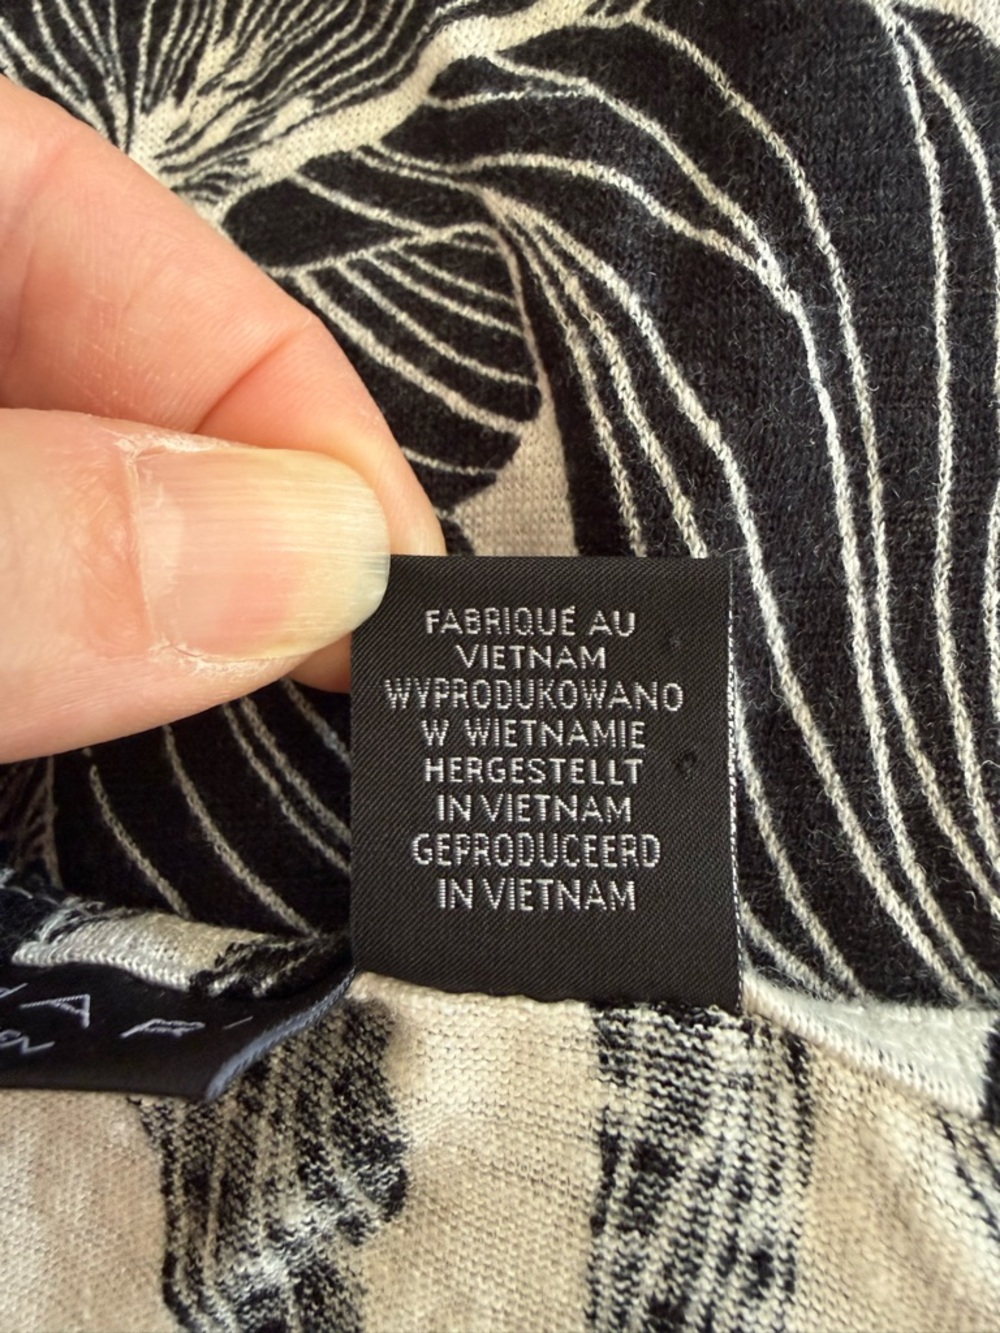 FABRIQUÉ AU
VIETNAM
WYPRODUKOWANO
W WIETNAMIE
HERGESTELLT
IN VIETNAM
GEPRODUCEERD
IN VIETNAM